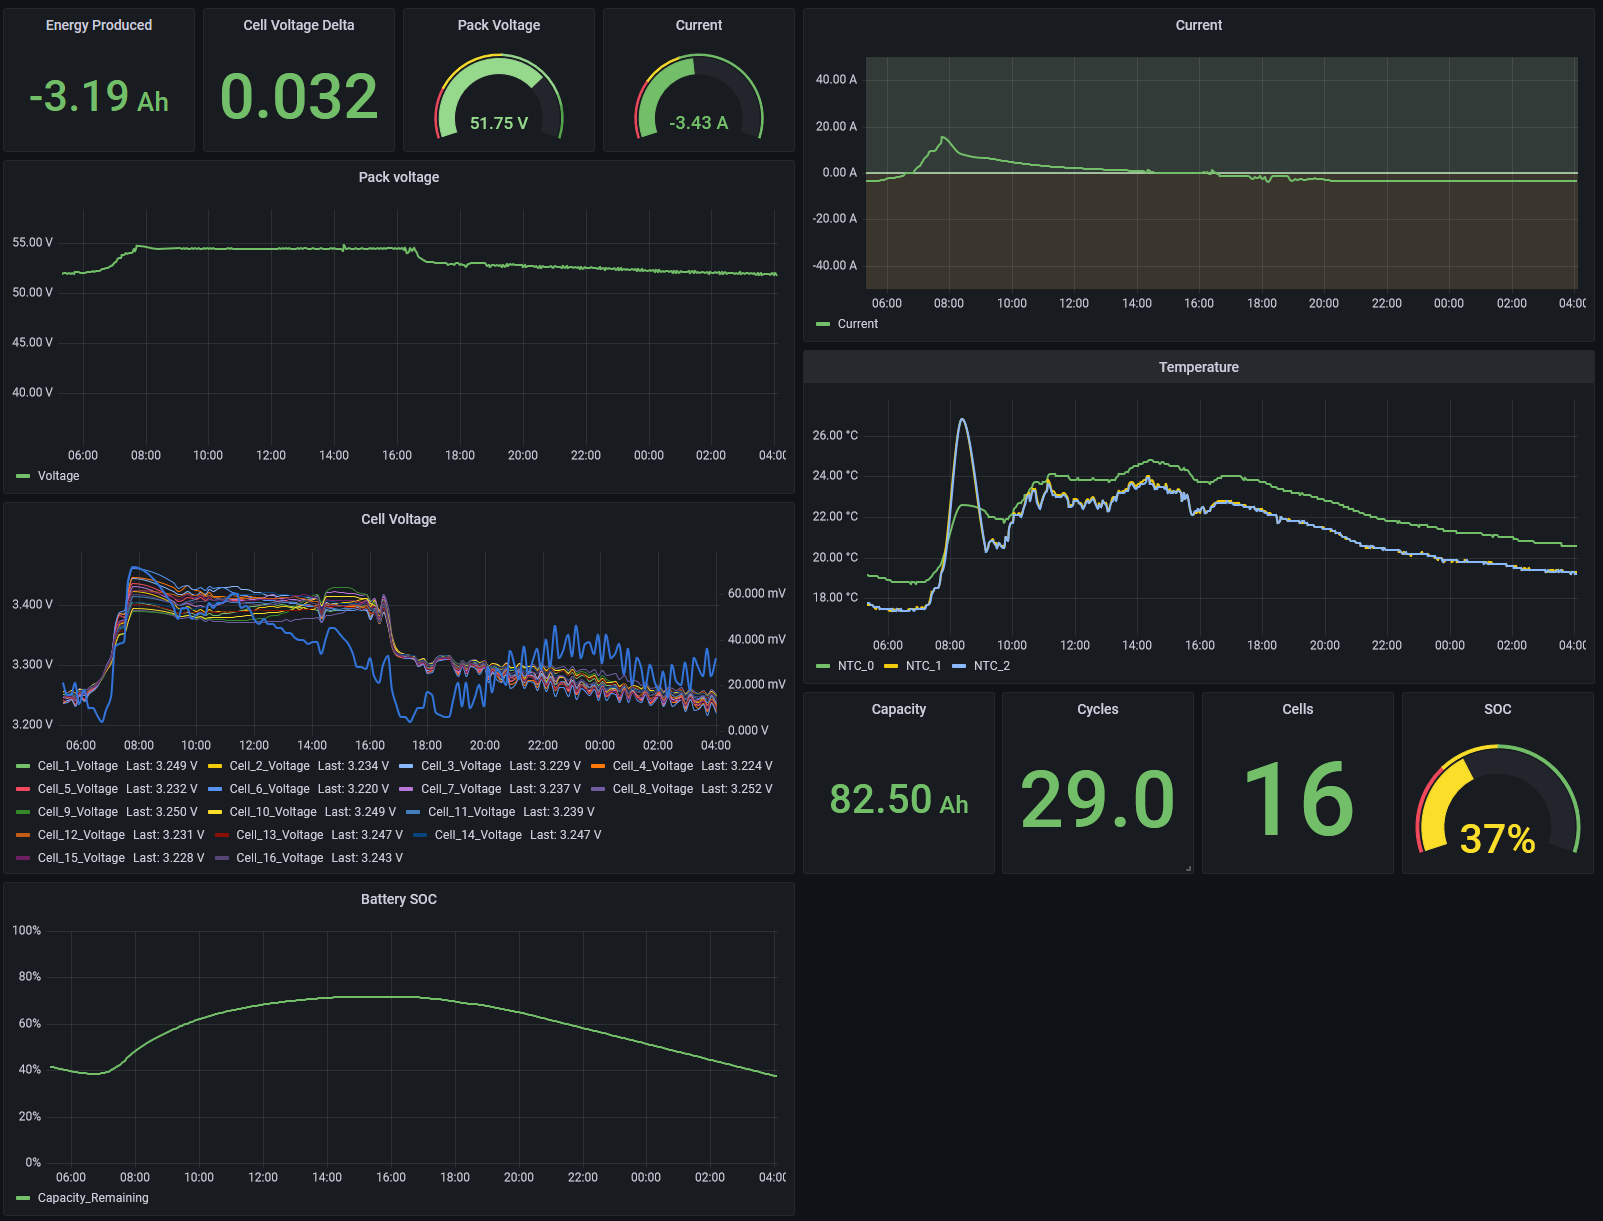 Energy Produced
-3.19 Ah
Cell Voltage Delta
0.032
Pack Voltage
51.75 V
Current
-3.43 A
Current
40.00 A
20.00 A
0.00 A
-20.00 A
-40.00 A
06:00 08:00 10:00 12:00 14:00 16:00 18:00 20:00 22:00 00:00 02:00 04:00
Current
Pack voltage
55.00 V
50.00 V
45.00 V
40.00 V
06:00 08:00 10:00 12:00 14:00 16:00 18:00 20:00 22:00 00:00 02:00 04:00
Voltage
Temperature
26.00 °C
24.00 °C
22.00 °C
20.00 °C
18.00 °C
06:00 08:00 10:00 12:00 14:00 16:00 18:00 20:00 22:00 00:00 02:00 04:00
NTC_0 NTC_1 NTC_2
Cell Voltage
3.400 V
3.300 V
3.200 V
60.000 mV
40.000 mV
20.000 mV
0.000 V
06:00 08:00 10:00 12:00 14:00 16:00 18:00 20:00 22:00 00:00 02:00 04:00
Cell_1_Voltage Last: 3.249 V Cell_2_Voltage Last: 3.234 V Cell_3_Voltage Last: 3.229 V Cell_4_Voltage Last: 3.224 V
Cell_5_Voltage Last: 3.232 V Cell_6_Voltage Last: 3.220 V Cell_7_Voltage Last: 3.237 V Cell_8_Voltage Last: 3.252 V
Cell_9_Voltage Last: 3.250 V Cell_10_Voltage Last: 3.249 V Cell_11_Voltage Last: 3.239 V
Cell_12_Voltage Last: 3.231 V Cell_13_Voltage Last: 3.247 V Cell_14_Voltage Last: 3.247 V
Cell_15_Voltage Last: 3.228 V Cell_16_Voltage Last: 3.243 V
Capacity
82.50 Ah
Cycles
29.0
Cells
16
SOC
37%
Battery SOC
100%
80%
60%
40%
20%
0%
06:00 08:00 10:00 12:00 14:00 16:00 18:00 20:00 22:00 00:00 02:00 04:00
Capacity_Remaining